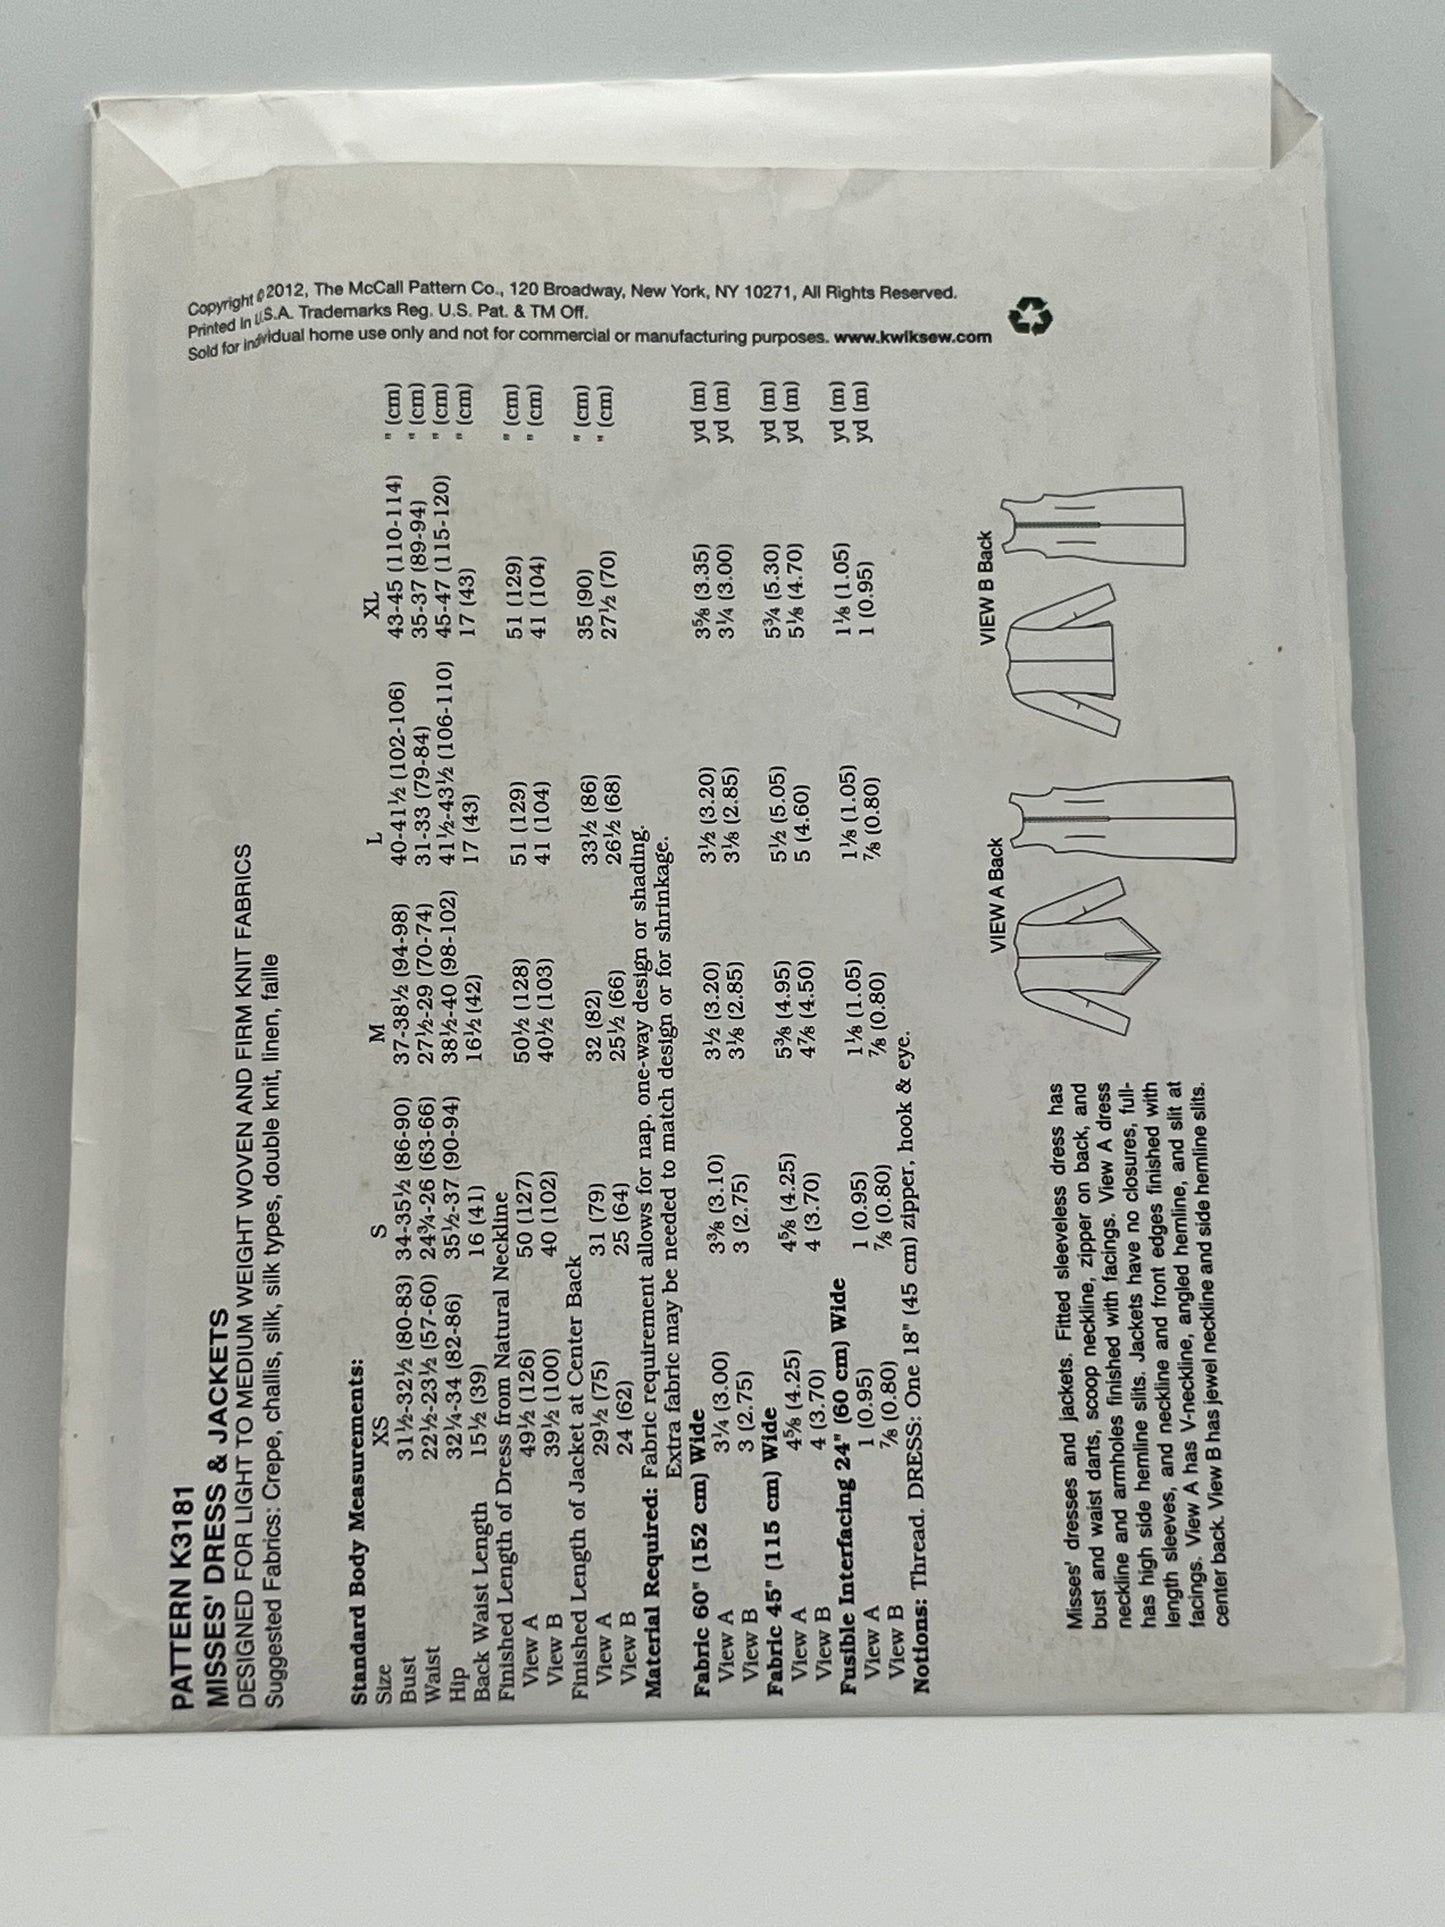 PATTERN K3181
MISSES' DRESS & JACKETS
DESIGNED FOR LIGHT TO MEDIUM WEIGHT WOVEN AND FIRM KNIT FABRICS
Suggested Fabrics: Crepe, challis, silk, silk types, double knit, linen, faille
Standard Body Measurements:
Size XS S M L XL
Bust 31½-32½ (80-83) 34-35½ (86-90) 37-38½ (94-98) 40-41½ (102-106) 43-45 (110-114) " (cm)
Waist 22½-23½ (57-60) 24¾-26 (63-66) 27½-29 (70-74) 31-33 (79-84) 35-37 (89-94) " (cm)
Hip 32¼-34 (82-86) 35½-37 (90-94) 38½-40 (98-102) 41½-43½ (106-110) 45-47 (115-120) " (cm)
Back Waist Length 15½ (39) 16 (41) 16½ (42) 17 (43) 17 (43) " (cm)
Finished Length of Dress from Natural Neckline
View A 49½ (126) 50 (127) 50½ (128) 51 (129) 51 (129) " (cm)
View B 39½ (100) 40 (102) 40½ (103) 41 (104) 41 (104) " (cm)
Finished Length of Jacket at Center Back
View A 29½ (75) 31 (79) 32 (82) 33½ (86) 35 (90) " (cm)
View B 24 (62) 25 (64) 25½ (66) 26½ (68) 27½ (70) " (cm)
Material Required: Fabric requirement allows for nap, one-way design or shading.
Extra fabric may be needed to match design or for shrinkage.
Fabric 60" (152 cm) Wide
View A 3¼ (3.00) 3⅜ (3.10) 3½ (3.20) 3½ (3.20) 3⅝ (3.35) yd (m)
View B 3 (2.75) 3 (2.75) 3⅛ (2.85) 3⅛ (2.85) 3¼ (3.00) yd (m)
Fabric 45" (115 cm) Wide
View A 4⅝ (4.25) 4⅝ (4.25) 5⅜ (4.95) 5½ (5.05) 5¾ (5.30) yd (m)
View B 4 (3.70) 4 (3.70) 4⅞ (4.50) 5 (4.60) 5⅛ (4.70) yd (m)
Fusible Interfacing 24" (60 cm) Wide
View A 1 (0.95) 1 (0.95) 1⅛ (1.05) 1⅛ (1.05) 1⅛ (1.05) yd (m)
View B ⅞ (0.80) ⅞ (0.80) ⅞ (0.80) ⅞ (0.80) 1 (0.95) yd (m)
Notions: Thread. DRESS: One 18" (45 cm) zipper, hook & eye.
Misses' dresses and jackets. Fitted sleeveless dress has
bust and waist darts, scoop neckline, zipper on back, and
neckline and armholes finished with facings. View A dress
has high side hemline slits. Jackets have no closures, full-
length sleeves, and neckline and front edges finished with
facings. View A has V-neckline, angled hemline, and slit at
center back. View B has jewel neckline and side hemline slits.
VIEW A Back
VIEW B Back
Copyright ©2012, The McCall Pattern Co., 120 Broadway, New York, NY 10271, All Rights Reserved.
Printed In U.S.A. Trademarks Reg. U.S. Pat. & TM Off.
Sold for individual home use only and not for commercial or manufacturing purposes. www.kwiksew.com